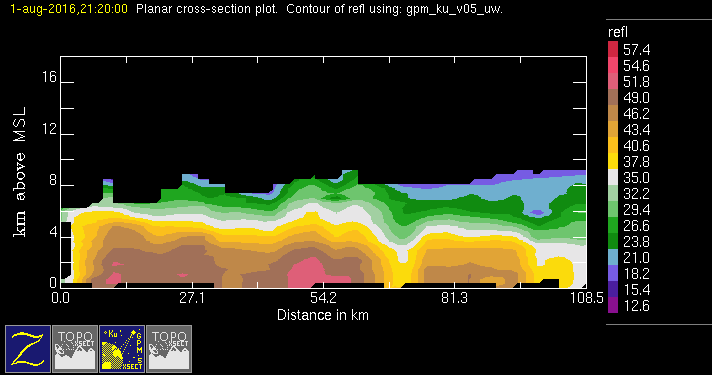 1-aug-2016,21:20:00 Planar cross-section plot. Contour of refl using: gpm_ku_v05_uw.
refl
57.4
54.6
51.8
49.0
46.2
43.4
40.6
37.8
35.0
32.2
29.4
26.6
23.8
21.0
18.2
15.4
12.6
km above MSL
16
12
8
4
0
0.0 27.1 54.2 81.3 108.5
Distance in km
Z
TOPO
XSECT
"Ku"
GPM
XSECT
TOPO
XSECT